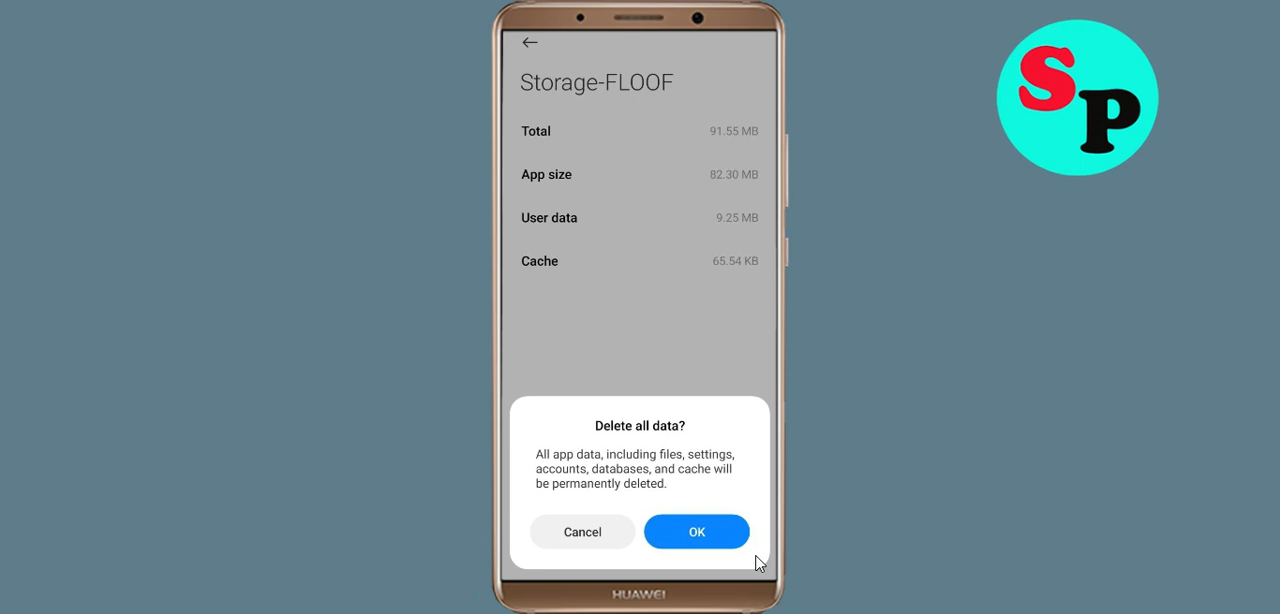 Storage-FLOOF
Total 91.55 MB
App size 82.30 MB
User data 9.25 MB
Cache 65.54 KB
Delete all data?
All app data, including files, settings,
accounts, databases, and cache will
be permanently deleted.
Cancel OK
HUAWEI
SP